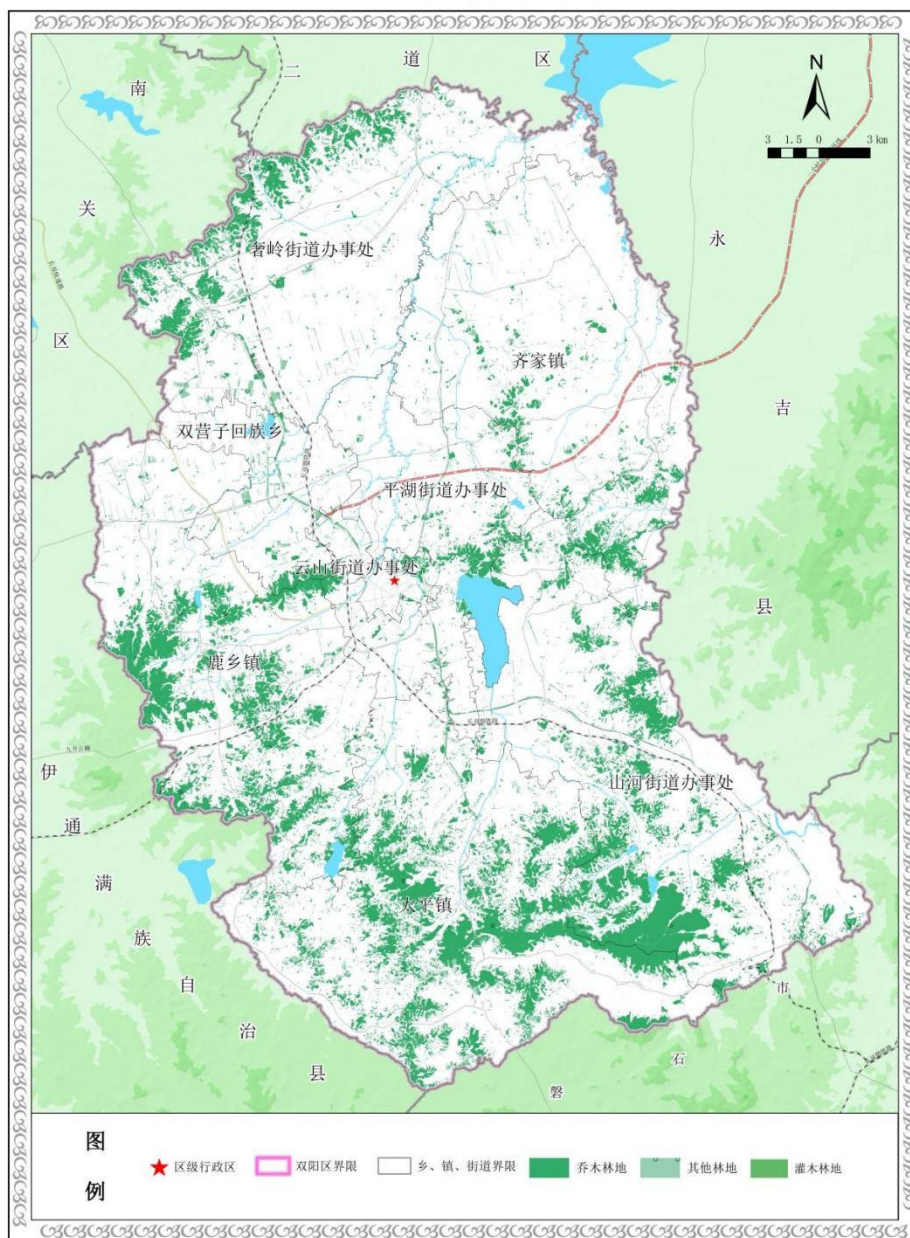 二道区
南关区
N
3 1.5 0 3 km
永吉县
奢岭街道办事处
齐家镇
双营子回族乡
平湖街道办事处
云山街道办事处
鹿乡镇
山河街道办事处
太平镇
伊通满族自治县
磐石市
图例
区级行政区
双阳区界限
乡、镇、街道界限
乔木林地
其他林地
灌木林地